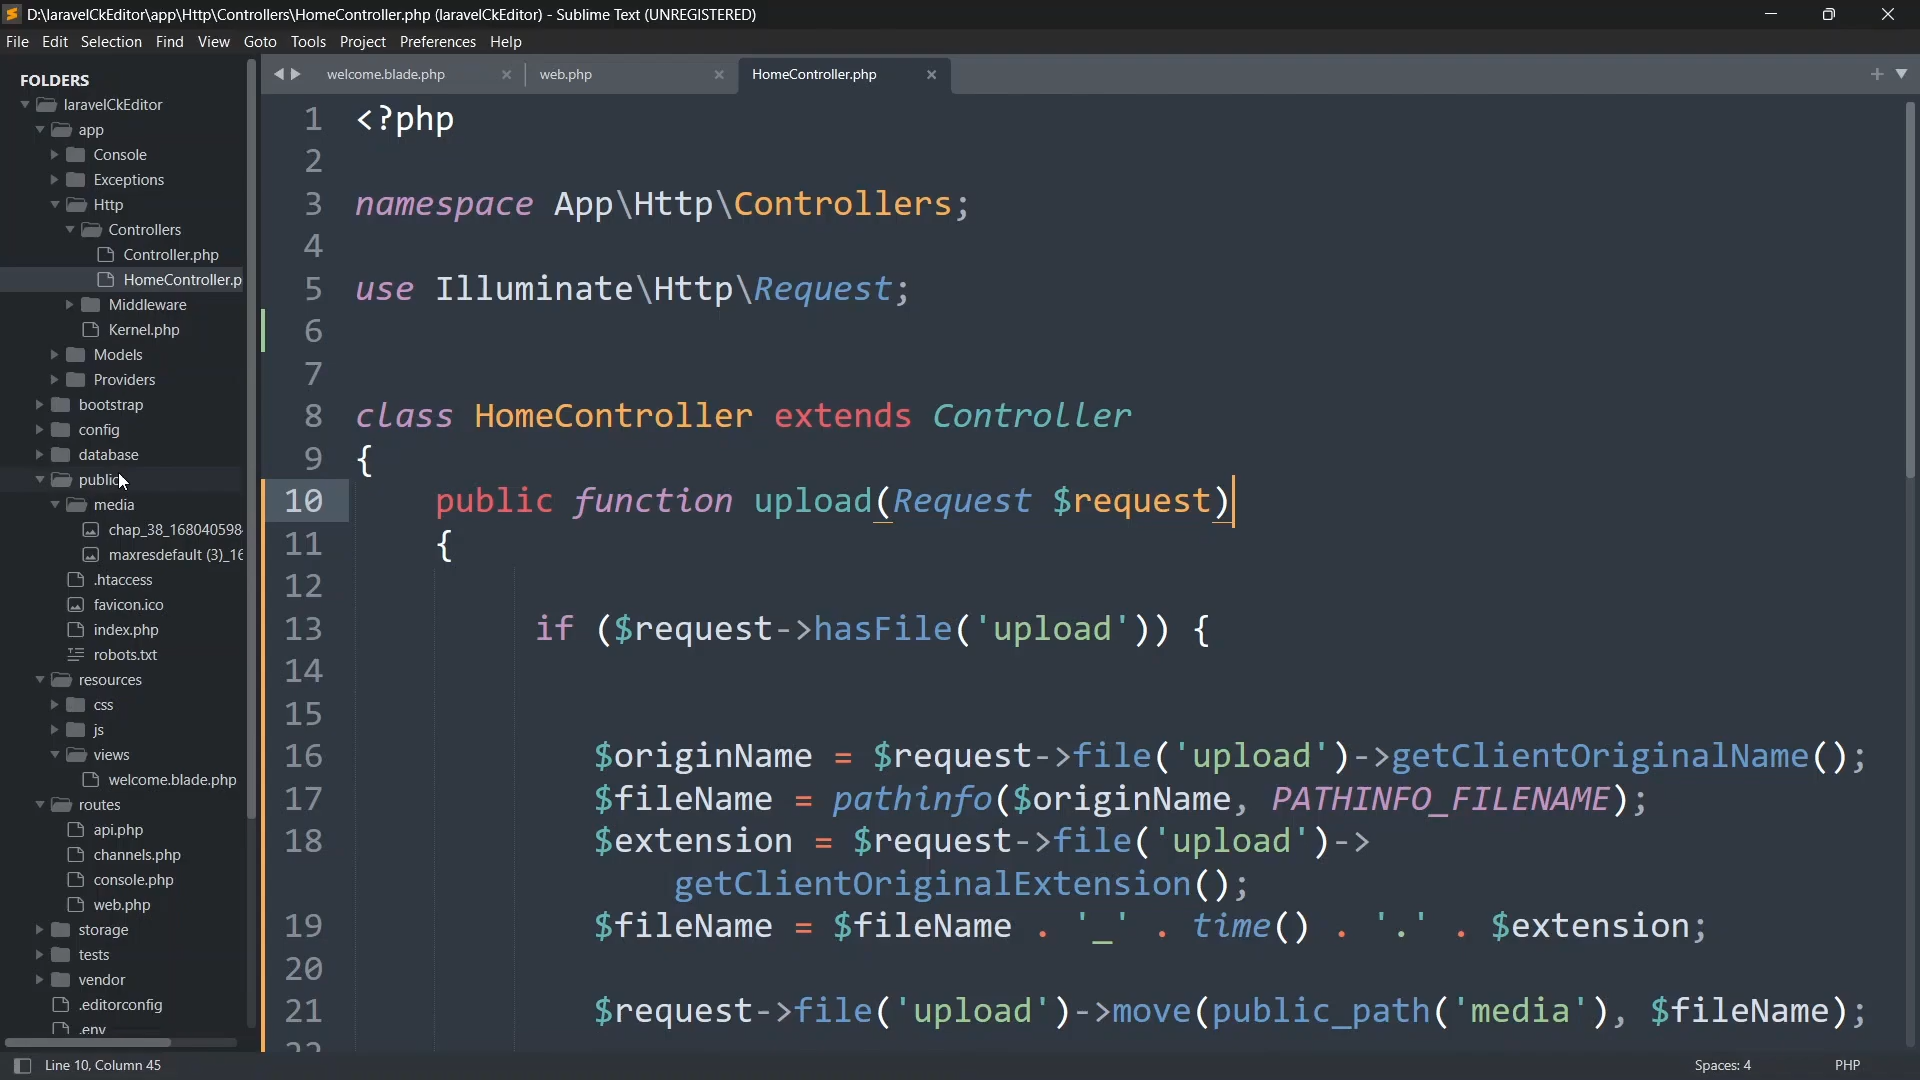 D:\laravelCkEditor\app\Http\Controllers\HomeController.php (laravelCkEditor) - Sublime Text (UNREGISTERED)
File Edit Selection Find View Goto Tools Project Preferences Help
FOLDERS
laravelCkEditor
app
Console
Exceptions
Http
Controllers
Controller.php
HomeController.p
Middleware
Kernel.php
Models
Providers
bootstrap
config
database
public
media
chap_38_168040598
maxresdefault (3)_16
.htaccess
favicon.ico
index.php
robots.txt
resources
css
js
views
welcome.blade.php
routes
api.php
channels.php
console.php
web.php
storage
tests
vendor
.editorconfig
.env
welcome.blade.php × web.php × HomeController.php ×
1 <?php
2
3 namespace App\Http\Controllers;
4
5 use Illuminate\Http\Request;
6
7
8 class HomeController extends Controller
9 {
10 public function upload(Request $request)
11 {
12
13 if ($request->hasFile('upload')) {
14
15
16 $originName = $request->file('upload')->getClientOriginalName();
17 $fileName = pathinfo($originName, PATHINFO_FILENAME);
18 $extension = $request->file('upload')->
getClientOriginalExtension();
19 $fileName = $fileName . '_' . time() . '.' . $extension;
20
21 $request->file('upload')->move(public_path('media'), $fileName);
22
Line 10, Column 45
Spaces: 4
PHP